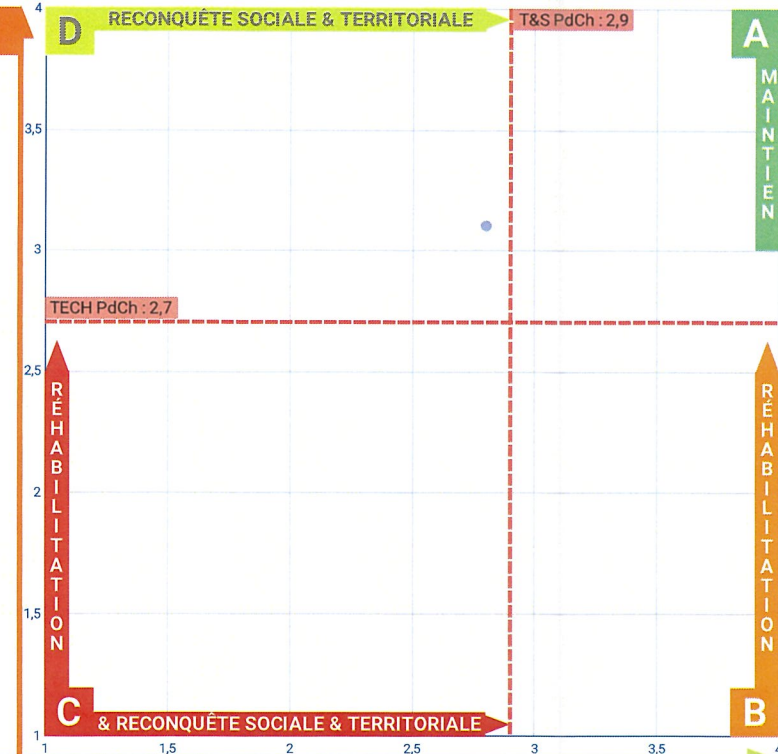 4
D
RECONQUÊTE SOCIALE & TERRITORIALE
T&S PdCh : 2,9
A
MAINTIEN
3,5
3
TECH PdCh : 2,7
2,5
RÉHABILITATION
RÉHABILITATION
2
1,5
C
& RECONQUÊTE SOCIALE & TERRITORIALE
B
1
1
1,5
2
2,5
3
3,5
4